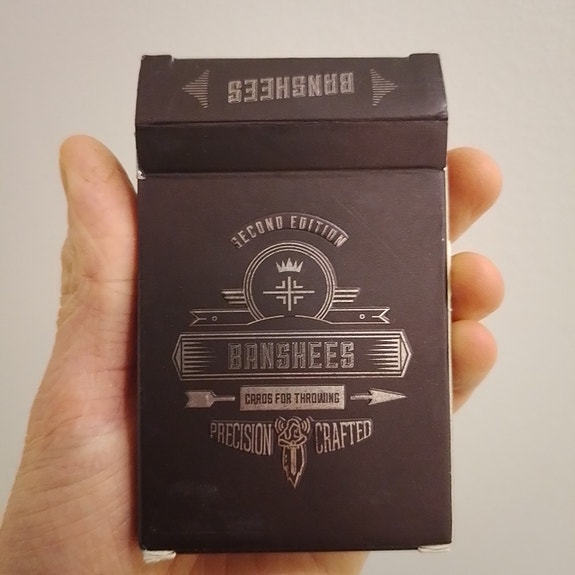 BANSHEES
SECOND EDITION
BANSHEES
CARDS FOR THROWING
PRECISION CRAFTED